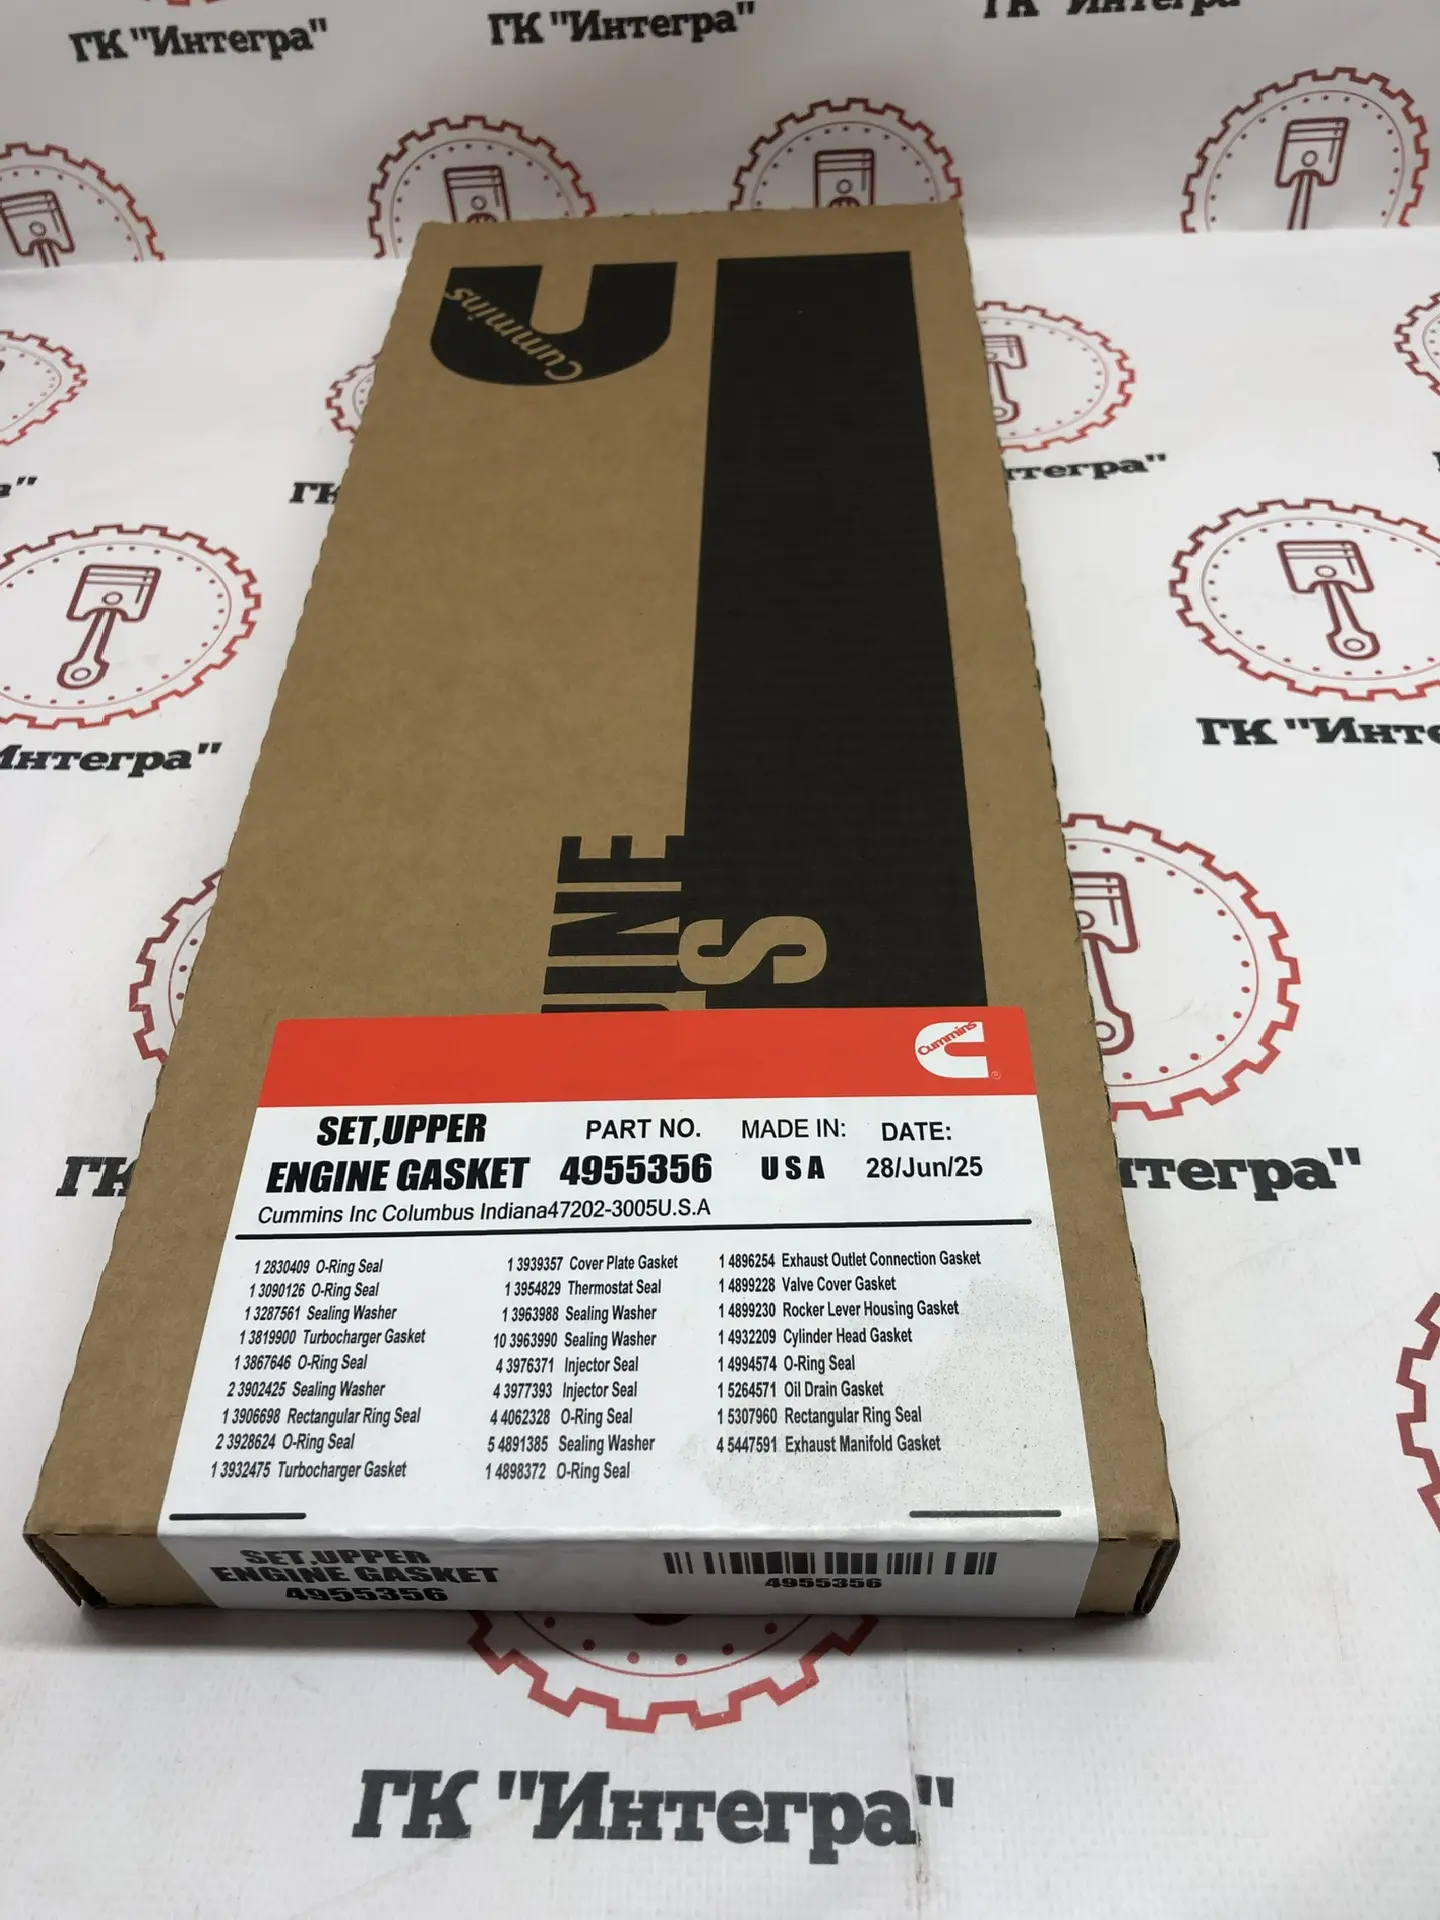 ГК "Интегра"
ГК "Интегра"
ГК "Интегра"
Cummins
ГК
нтегра"
ГК "Инте
Интегра"
S
Cummins
SET,UPPER
ENGINE GASKET
PART NO.
4955356
MADE IN:
USA
DATE:
28/Jun/25
Cummins Inc Columbus Indiana47202-3005U.S.A
1 2830409 O-Ring Seal
1 3090126 O-Ring Seal
1 3287561 Sealing Washer
1 3819900 Turbocharger Gasket
1 3867646 O-Ring Seal
2 3902425 Sealing Washer
1 3906698 Rectangular Ring Seal
2 3928624 O-Ring Seal
1 3932475 Turbocharger Gasket
1 3939357 Cover Plate Gasket
1 3954829 Thermostat Seal
1 3963988 Sealing Washer
10 3963990 Sealing Washer
4 3976371 Injector Seal
4 3977393 Injector Seal
4 4062328 O-Ring Seal
5 4891385 Sealing Washer
1 4898372 O-Ring Seal
1 4896254 Exhaust Outlet Connection Gasket
1 4899228 Valve Cover Gasket
1 4899230 Rocker Lever Housing Gasket
1 4932209 Cylinder Head Gasket
1 4994574 O-Ring Seal
1 5264571 Oil Drain Gasket
1 5307960 Rectangular Ring Seal
4 5447591 Exhaust Manifold Gasket
ГК
нтегра"
SET,UPPER
ENGINE GASKET
4955356
4955356
ГК "Интегра"